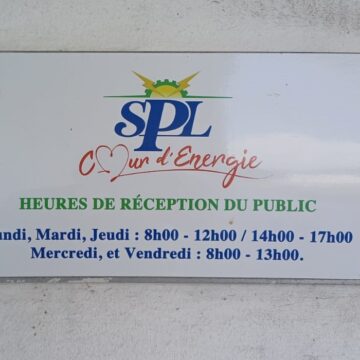 SPL
Cœur d'Energie
HEURES DE RÉCEPTION DU PUBLIC
undi, Mardi, Jeudi : 8h00 - 12h00 / 14h00 - 17h00
Mercredi, et Vendredi : 8h00 - 13h00.